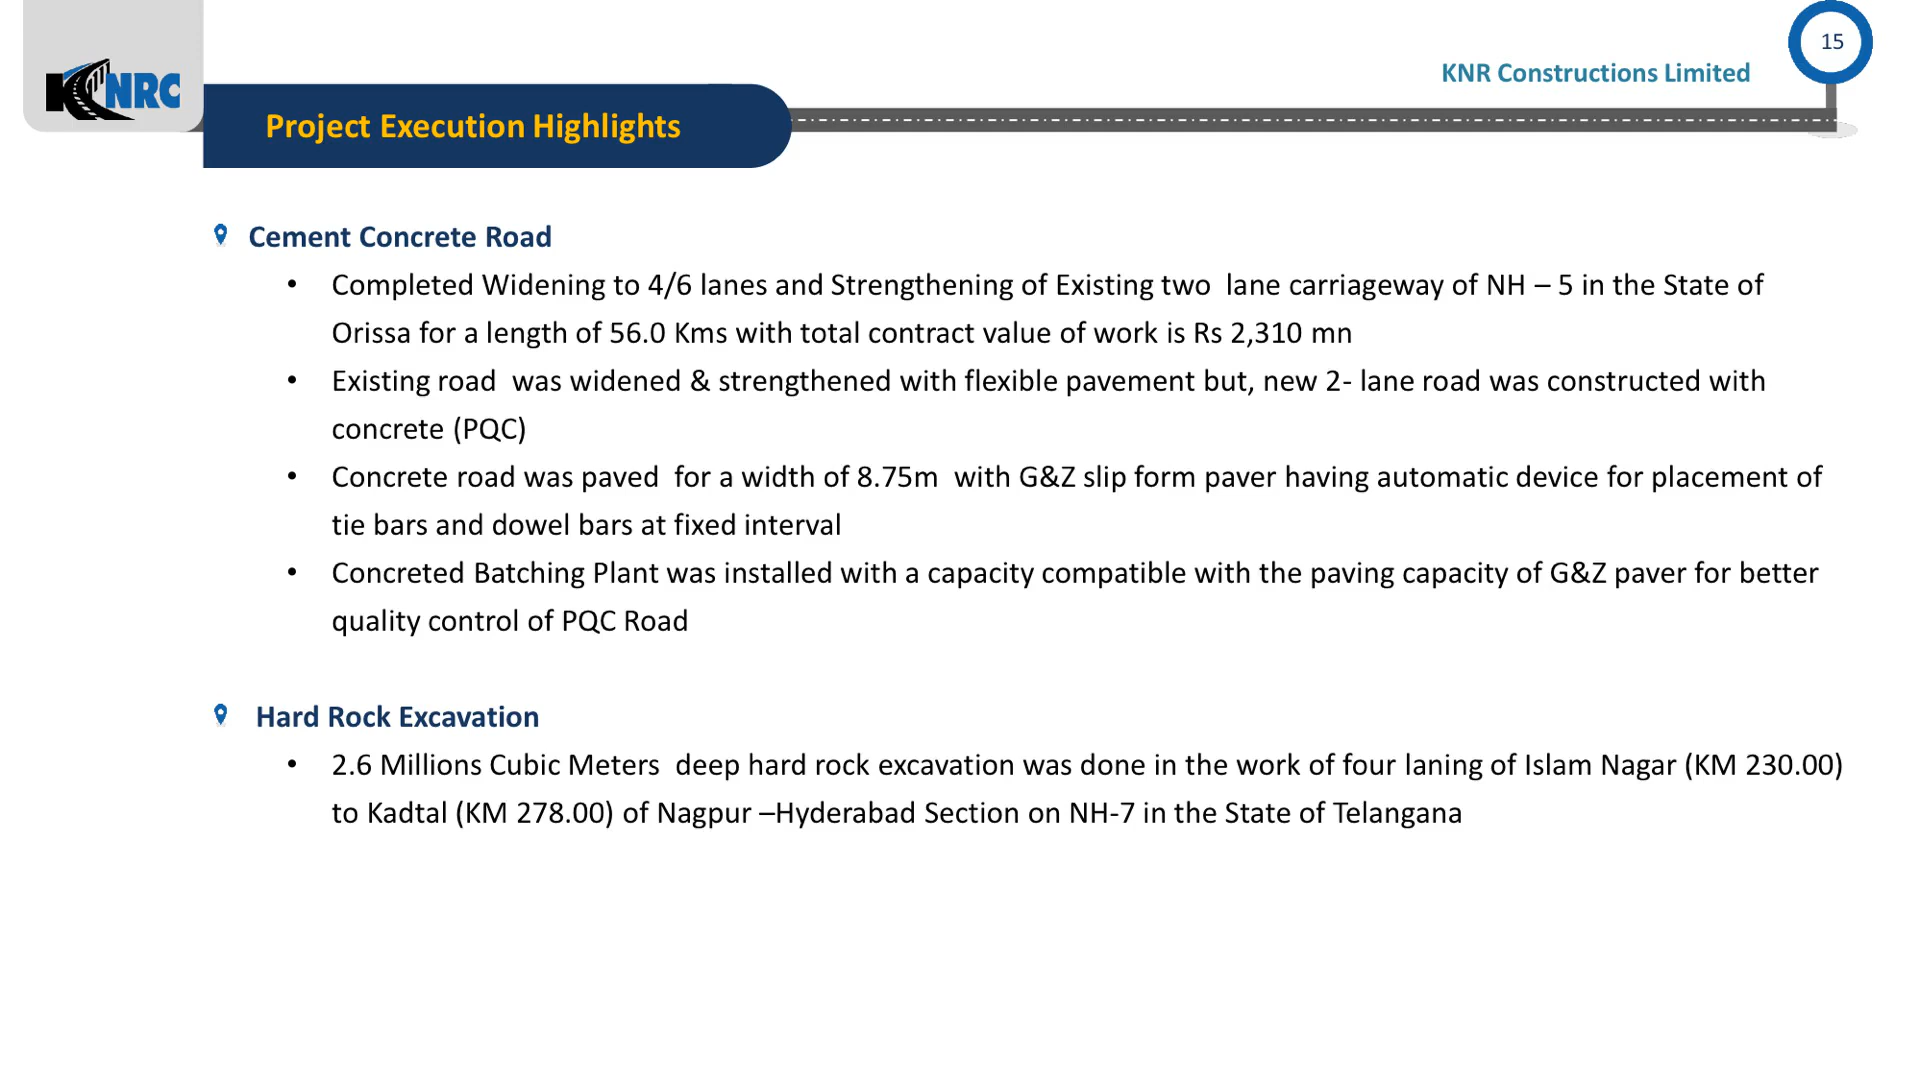 15
KNRC
KNR Constructions Limited
Project Execution Highlights
Cement Concrete Road
• Completed Widening to 4/6 lanes and Strengthening of Existing two lane carriageway of NH – 5 in the State of
Orissa for a length of 56.0 Kms with total contract value of work is Rs 2,310 mn
• Existing road was widened & strengthened with flexible pavement but, new 2- lane road was constructed with
concrete (PQC)
• Concrete road was paved for a width of 8.75m with G&Z slip form paver having automatic device for placement of
tie bars and dowel bars at fixed interval
• Concreted Batching Plant was installed with a capacity compatible with the paving capacity of G&Z paver for better
quality control of PQC Road
Hard Rock Excavation
• 2.6 Millions Cubic Meters deep hard rock excavation was done in the work of four laning of Islam Nagar (KM 230.00)
to Kadtal (KM 278.00) of Nagpur –Hyderabad Section on NH-7 in the State of Telangana